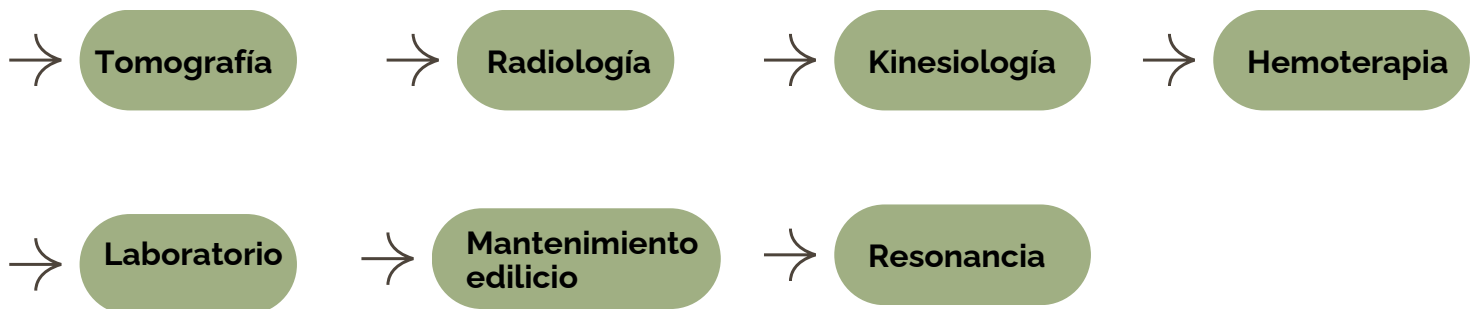 Tomografía
Radiología
Kinesiología
Hemoterapia
Laboratorio
Mantenimiento
edilicio
Resonancia